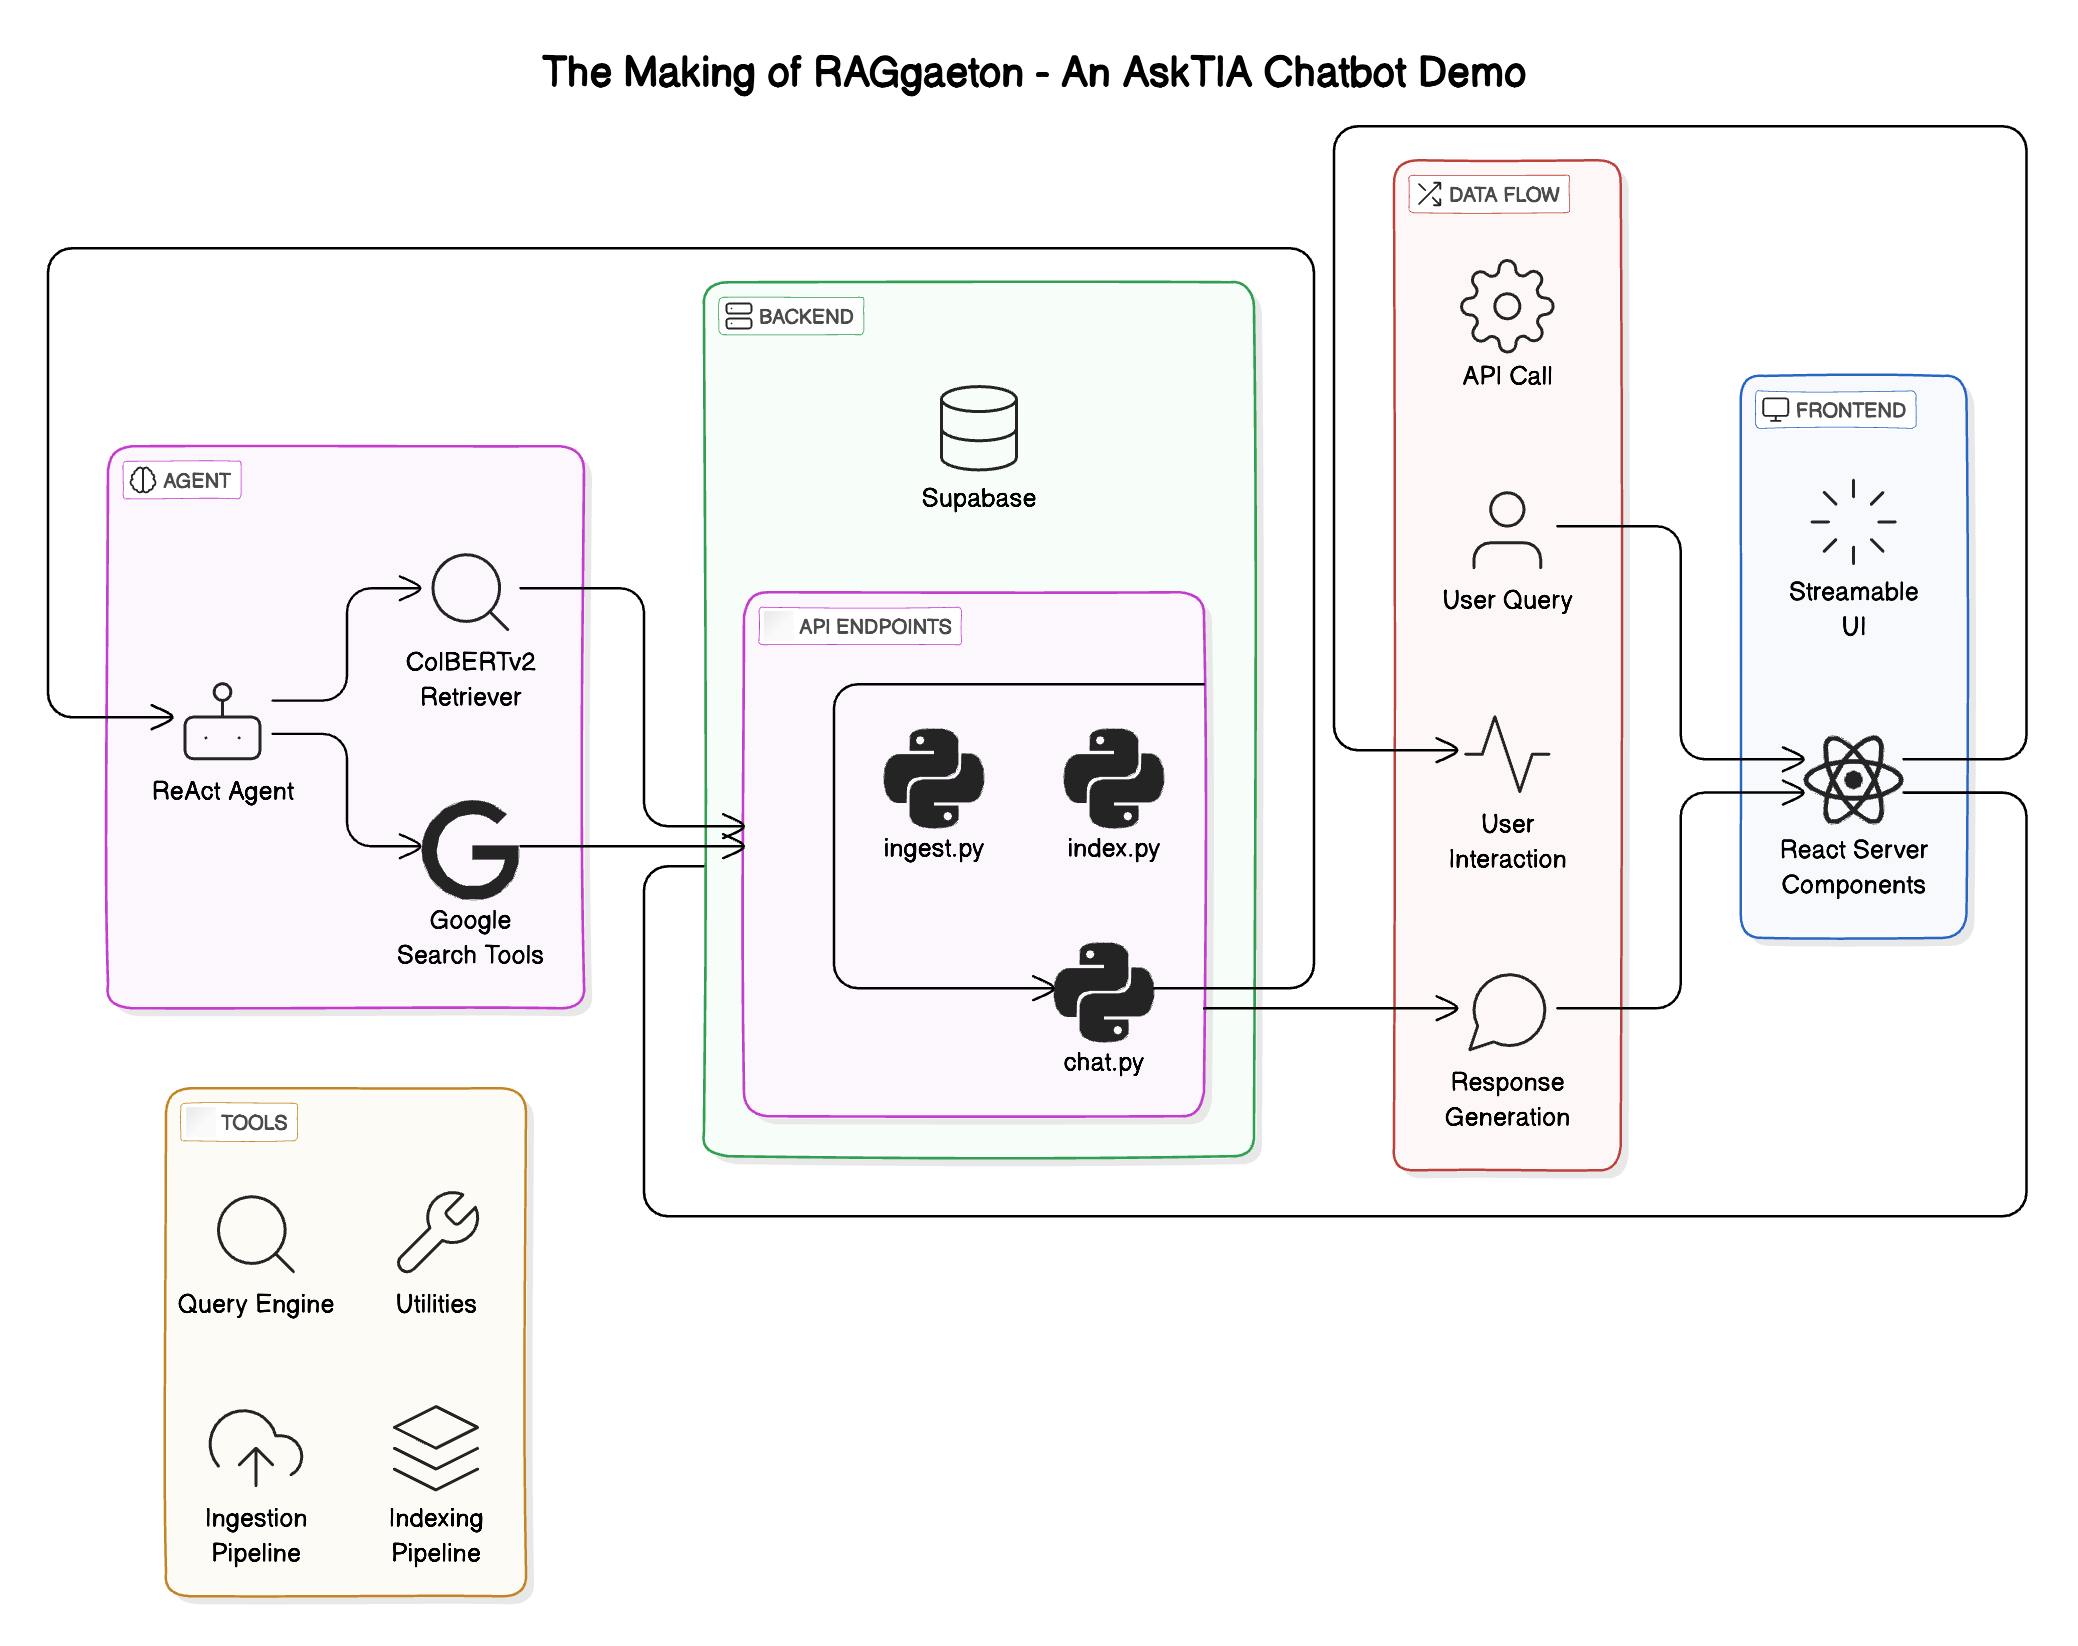 The Making of RAGgaeton - An AskTIA Chatbot Demo
DATA FLOW
API Call
User Query
User
Interaction
Response
Generation
FRONTEND
Streamable
UI
React Server
Components
BACKEND
Supabase
API ENDPOINTS
ingest.py
index.py
chat.py
AGENT
ColBERTv2
Retriever
ReAct Agent
Google
Search Tools
TOOLS
Query Engine
Utilities
Ingestion
Pipeline
Indexing
Pipeline